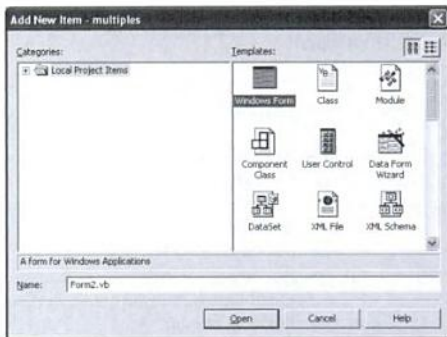 Add New Item - multiples
Categories:
Templates:
Local Project Items
Windows Form
Class
Module
Component Class
User Control
Data Form Wizard
DataSet
XML File
XML Schema
A form for Windows Applications
Name:
Form2.vb
Open
Cancel
Help